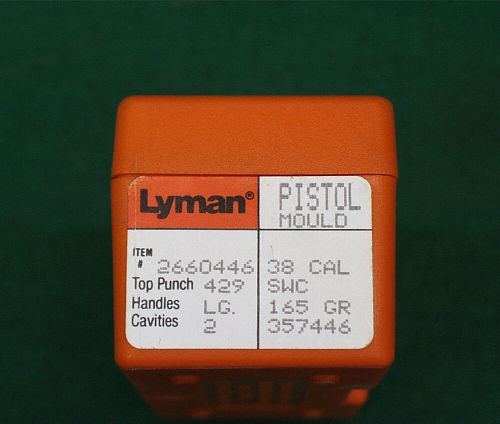 Lyman® PISTOL
MOULD
ITEM
# 2660446 38 CAL
Top Punch 429 SWC
Handles LG. 165 GR
Cavities 2 357446